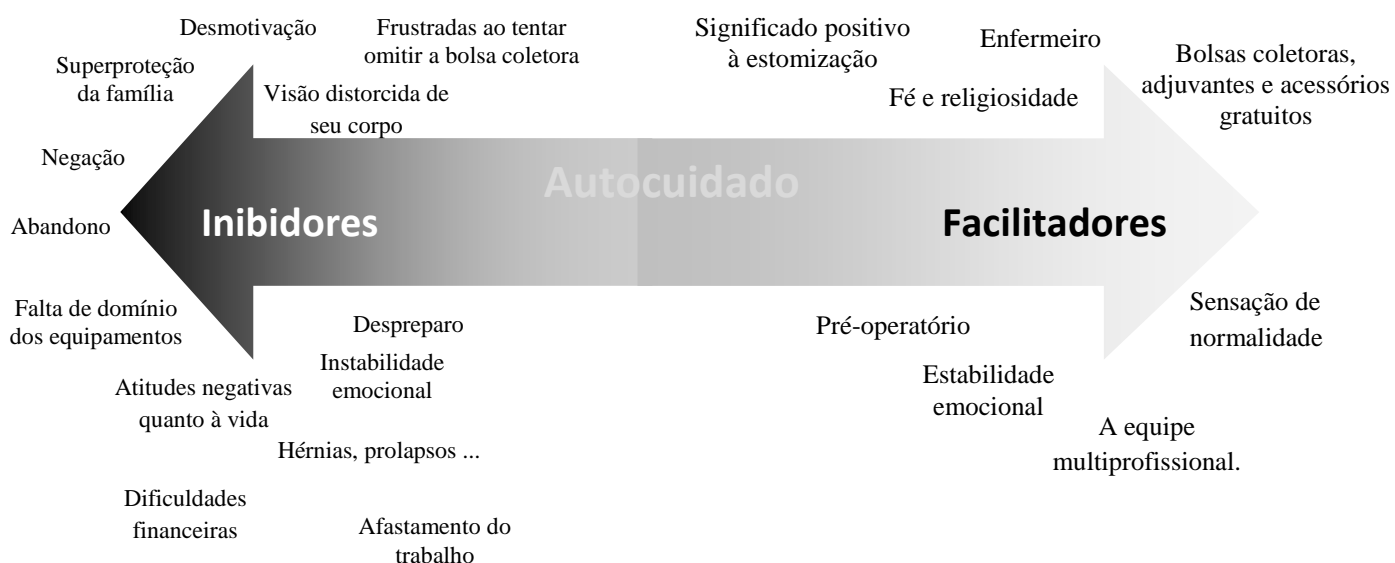 Desmotivação
Frustradas ao tentar
omitir a bolsa coletora
Superproteção
da família
Visão distorcida de
seu corpo
Negação
Abandono
Falta de domínio
dos equipamentos
Inibidores
Autocuidado
Despreparo
Instabilidade
emocional
Atitudes negativas
quanto à vida
Hérnias, prolapsos ...
Dificuldades
financeiras
Afastamento do
trabalho
Significado positivo
à estomização
Enfermeiro
Bolsas coletoras,
adjuvantes e acessórios
gratuitos
Fé e religiosidade
Facilitadores
Sensação de
normalidade
Pré-operatório
Estabilidade
emocional
A equipe
multiprofissional.